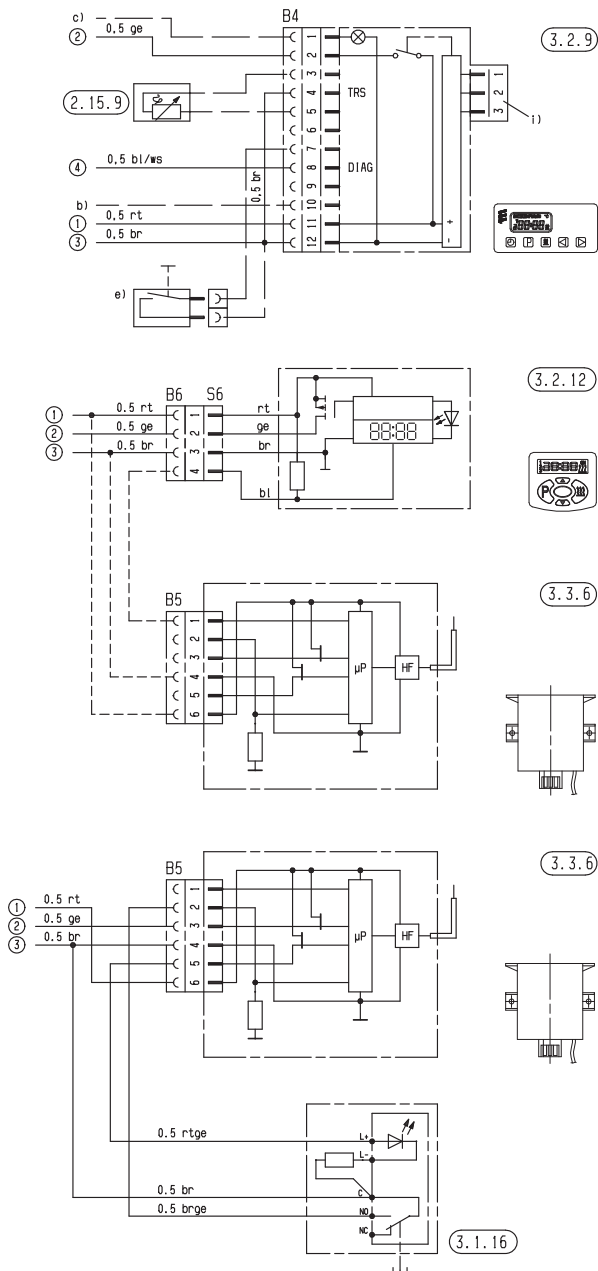 c)
B4
② 0,5 ge
3.2.9
1
2
3
4
5
6
7
8
9
10
11
12
TRS
DIAG
1
2
3
i)
2.15.9
④ 0,5 bl/ws
0,5 br
b)
① 0,5 rt
③ 0,5 br
+
-
P
e)
3.2.12
B6 S6
① 0.5 rt 1 rt
② 0.5 ge 2 ge
③ 0.5 br 3 br
4
bl
88:88
P
3.3.6
B5
1
2
3
4
5
6
µP
HF
3.3.6
B5
① 0.5 rt
② 0.5 ge
③ 0.5 br
1
2
3
4
5
6
µP
HF
0.5 rtge
L+
L-
0.5 br
C
0.5 brge
NO
NC
3.1.16